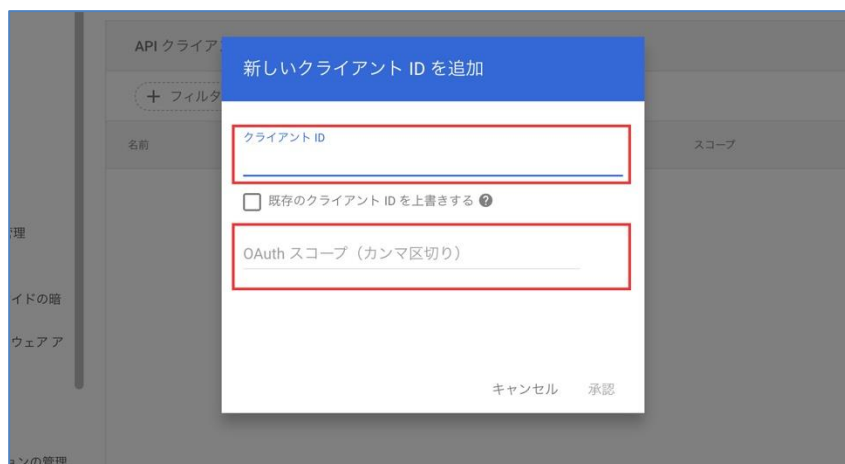 API クライア
新しいクライアント ID を追加
フィルタ
名前
クライアント ID
スコープ
既存のクライアント ID を上書きする
管理
OAuth スコープ（カンマ区切り）
イドの暗
ウェア ア
キャンセル
承認
ョンの管理